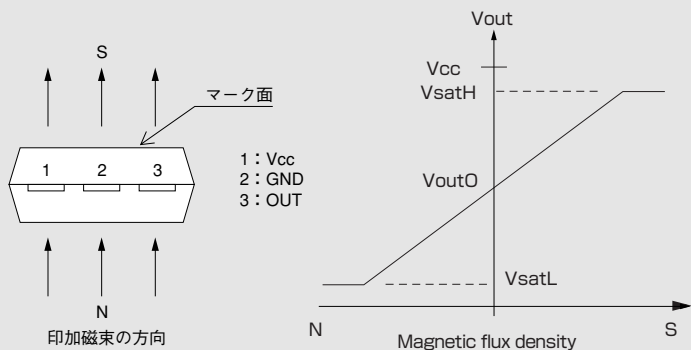 S
マーク面
1 2 3
1：Vcc
2：GND
3：OUT
N
印加磁束の方向
Vout
Vcc
VsatH
Vout0
VsatL
N S
Magnetic flux density